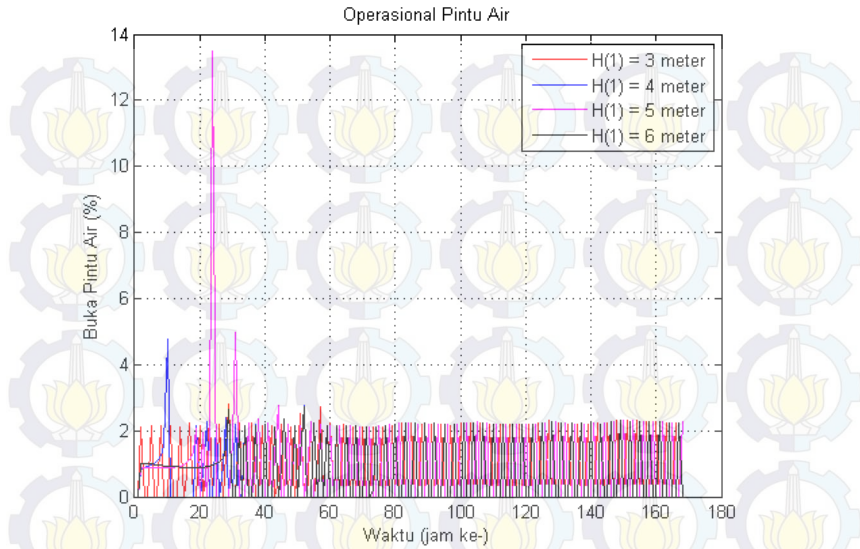 Operasional Pintu Air
14
12
10
8
6
4
2
0
Buka Pintu Air (%)
H(1) = 3 meter
H(1) = 4 meter
H(1) = 5 meter
H(1) = 6 meter
0 20 40 60 80 100 120 140 160 180
Waktu (jam ke-)